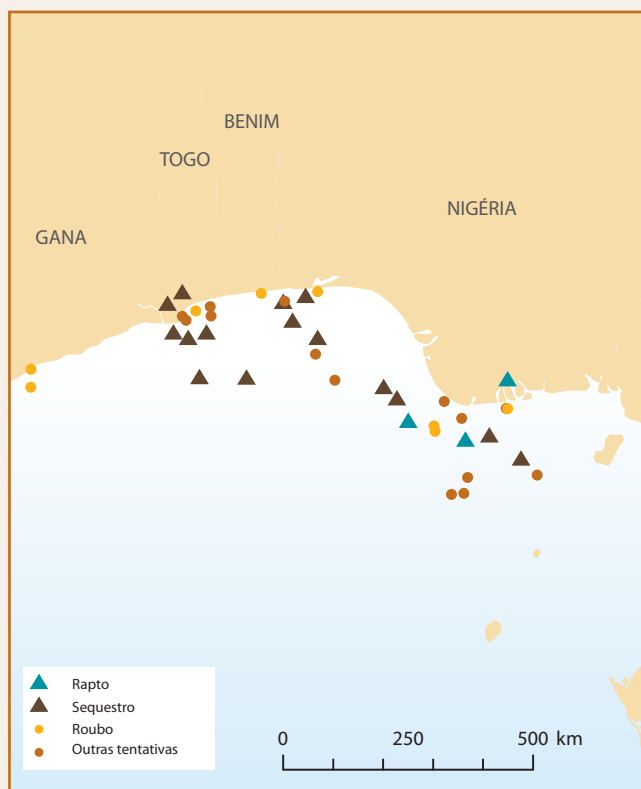 BENIM
TOGO
NIGÉRIA
GANA
Rapto
Sequestro
Roubo
Outras tentativas
0 250 500 km